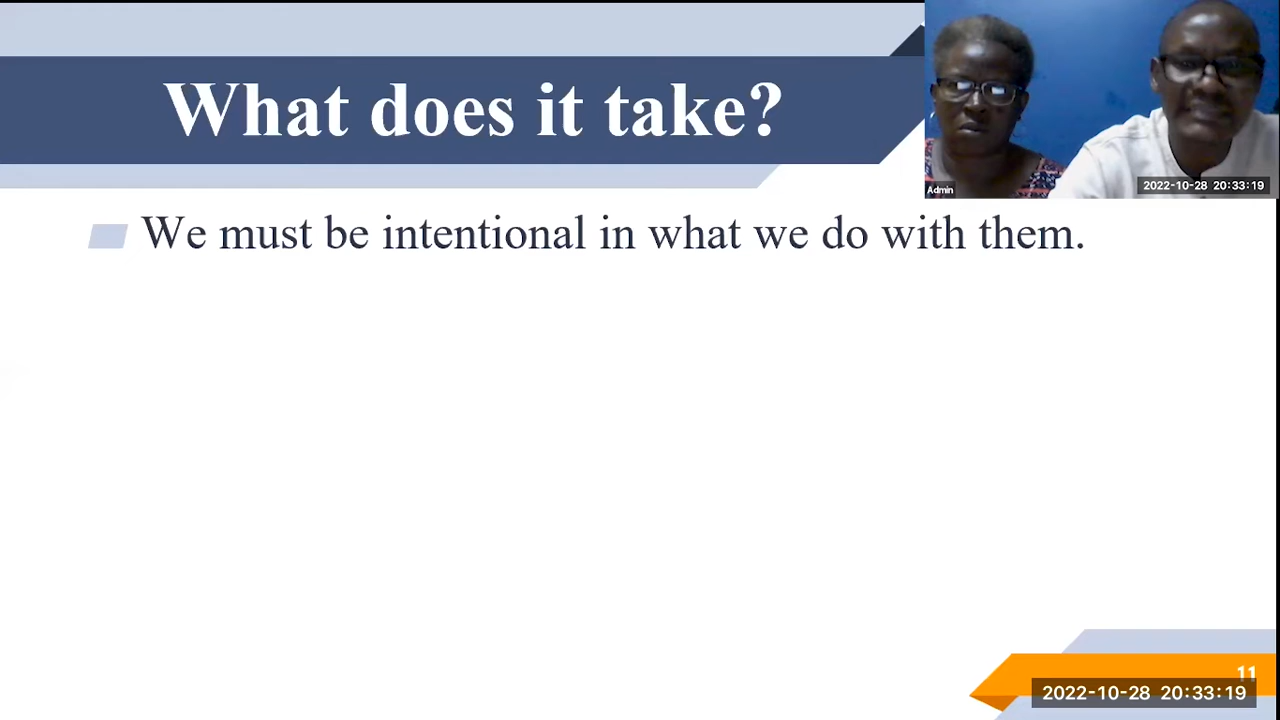 What does it take?
Admin
2022-10-28 20:33:19
We must be intentional in what we do with them.
11
2022-10-28 20:33:19